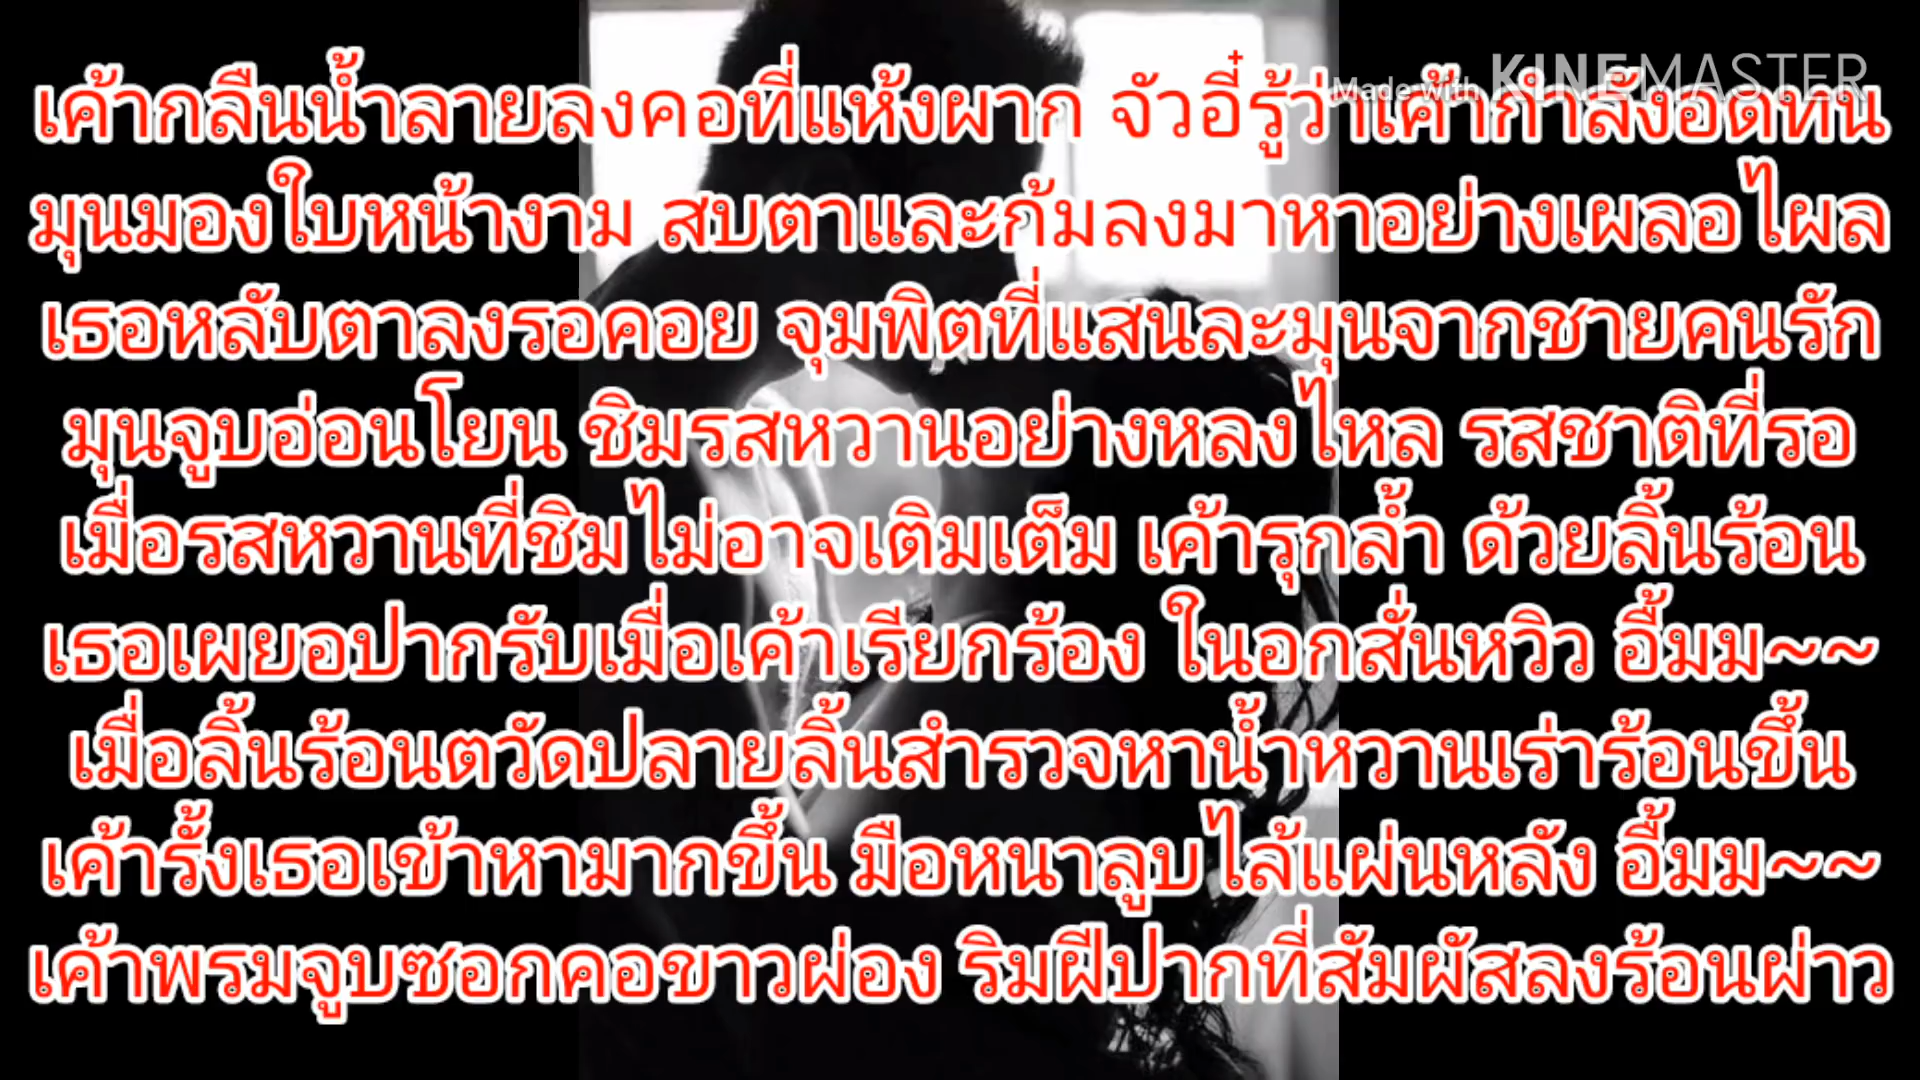 เค้ากลืนน้ำลายลงคอที่แห้งผาก จัวอี๋รู้ว่าเค้ากำลังอดทน
Made with KINEMASTER
มุนมองใบหน้างาม สบตาและก้มลงมาหาอย่างเผลอไผล
เธอหลับตาลงรอคอย จุมพิตที่แสนละมุนจากชายคนรัก
มุนจูบอ่อนโยน ชิมรสหวานอย่างหลงไหล รสชาติที่รอ
เมื่อรสหวานที่ชิมไม่อาจเติมเต็ม เค้ารุกล้ำ ด้วยลิ้นร้อน
เธอเผยอปากรับเมื่อเค้าเรียกร้อง ในอกสั่นหวิว อื้มม~~
เมื่อลิ้นร้อนตวัดปลายลิ้นสำรวจหาน้ำหวานเร่าร้อนขึ้น
เค้ารั้งเธอเข้าหามากขึ้น มือหนาลูบไล้แผ่นหลัง อื้มม~~
เค้าพรมจูบซอกคอขาวผ่อง ริมฝีปากที่สัมผัสลงร้อนผ่าว